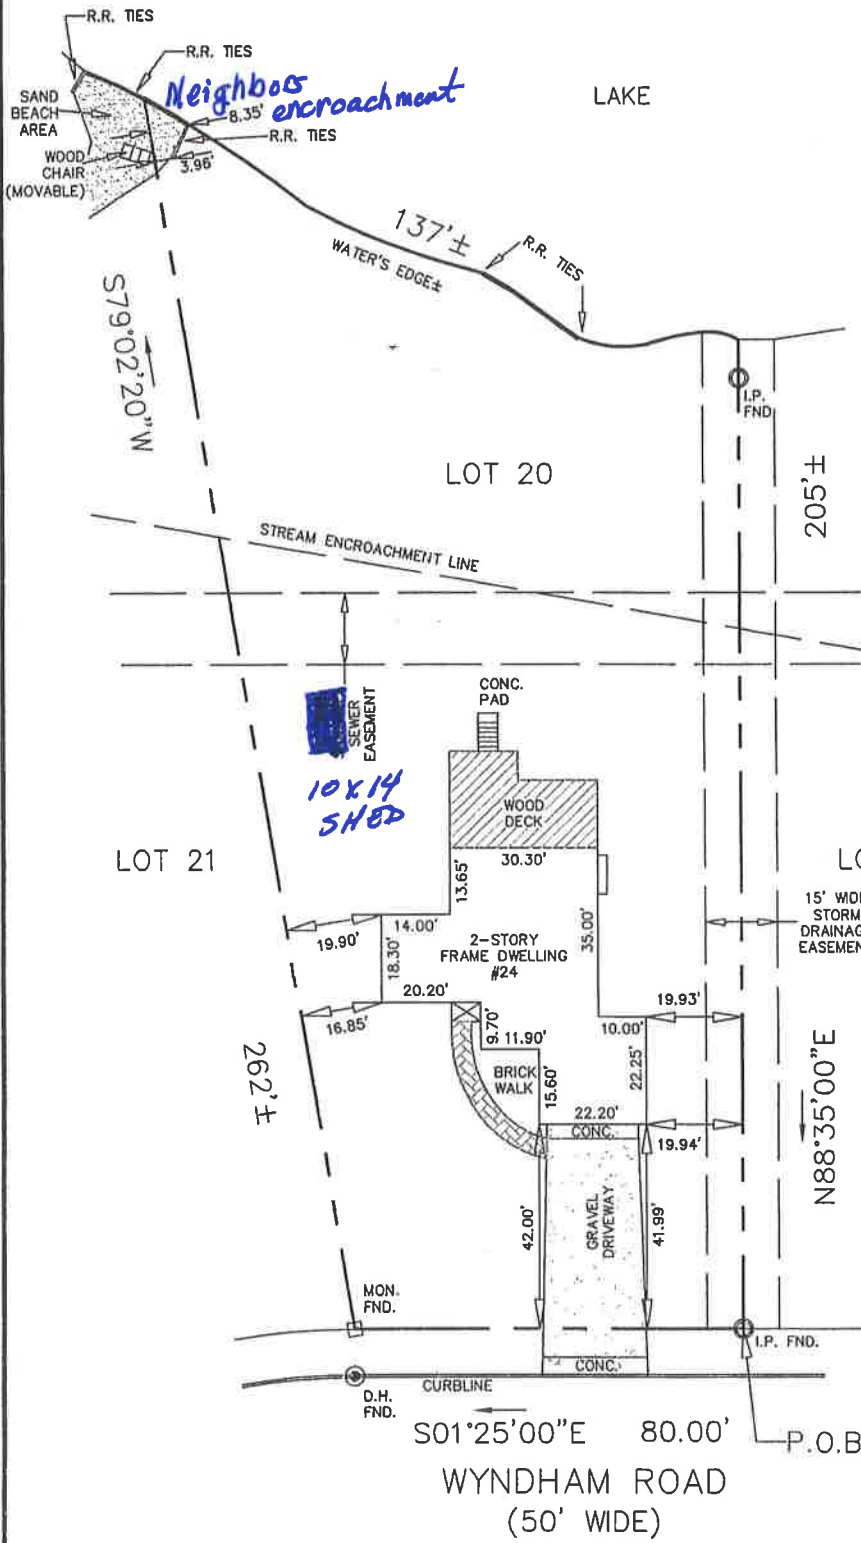 R.R. TIES
R.R. TIES
Neighbors
encroachment
LAKE
SAND
BEACH
AREA
8.35'
R.R. TIES
WOOD
CHAIR
(MOVABLE)
3.96'
137'±
WATER'S EDGE±
R.R. TIES
S79°02'20"W
I.P.
FND
LOT 20
205'±
STREAM ENCROACHMENT LINE
SEWER
EASEMENT
CONC.
PAD
10 x 14
SHED
WOOD
DECK
LOT 21
30.30'
13.65'
15' WIDE
STORM
DRAINAG
EASEMEN
14.00'
19.90'
18.30'
2-STORY
FRAME DWELLING
#24
35.00'
20.20'
16.85'
9.70'
11.90'
19.93'
10.00'
262'±
BRICK
WALK
15.60'
22.25'
22.20'
CONC.
19.94'
N88°35'00"E
42.00'
GRAVEL
DRIVEWAY
41.99'
MON.
FND.
I.P. FND.
CONC.
CURBLINE
D.H.
FND.
S01°25'00"E 80.00'
P.O.B
WYNDHAM ROAD
(50' WIDE)